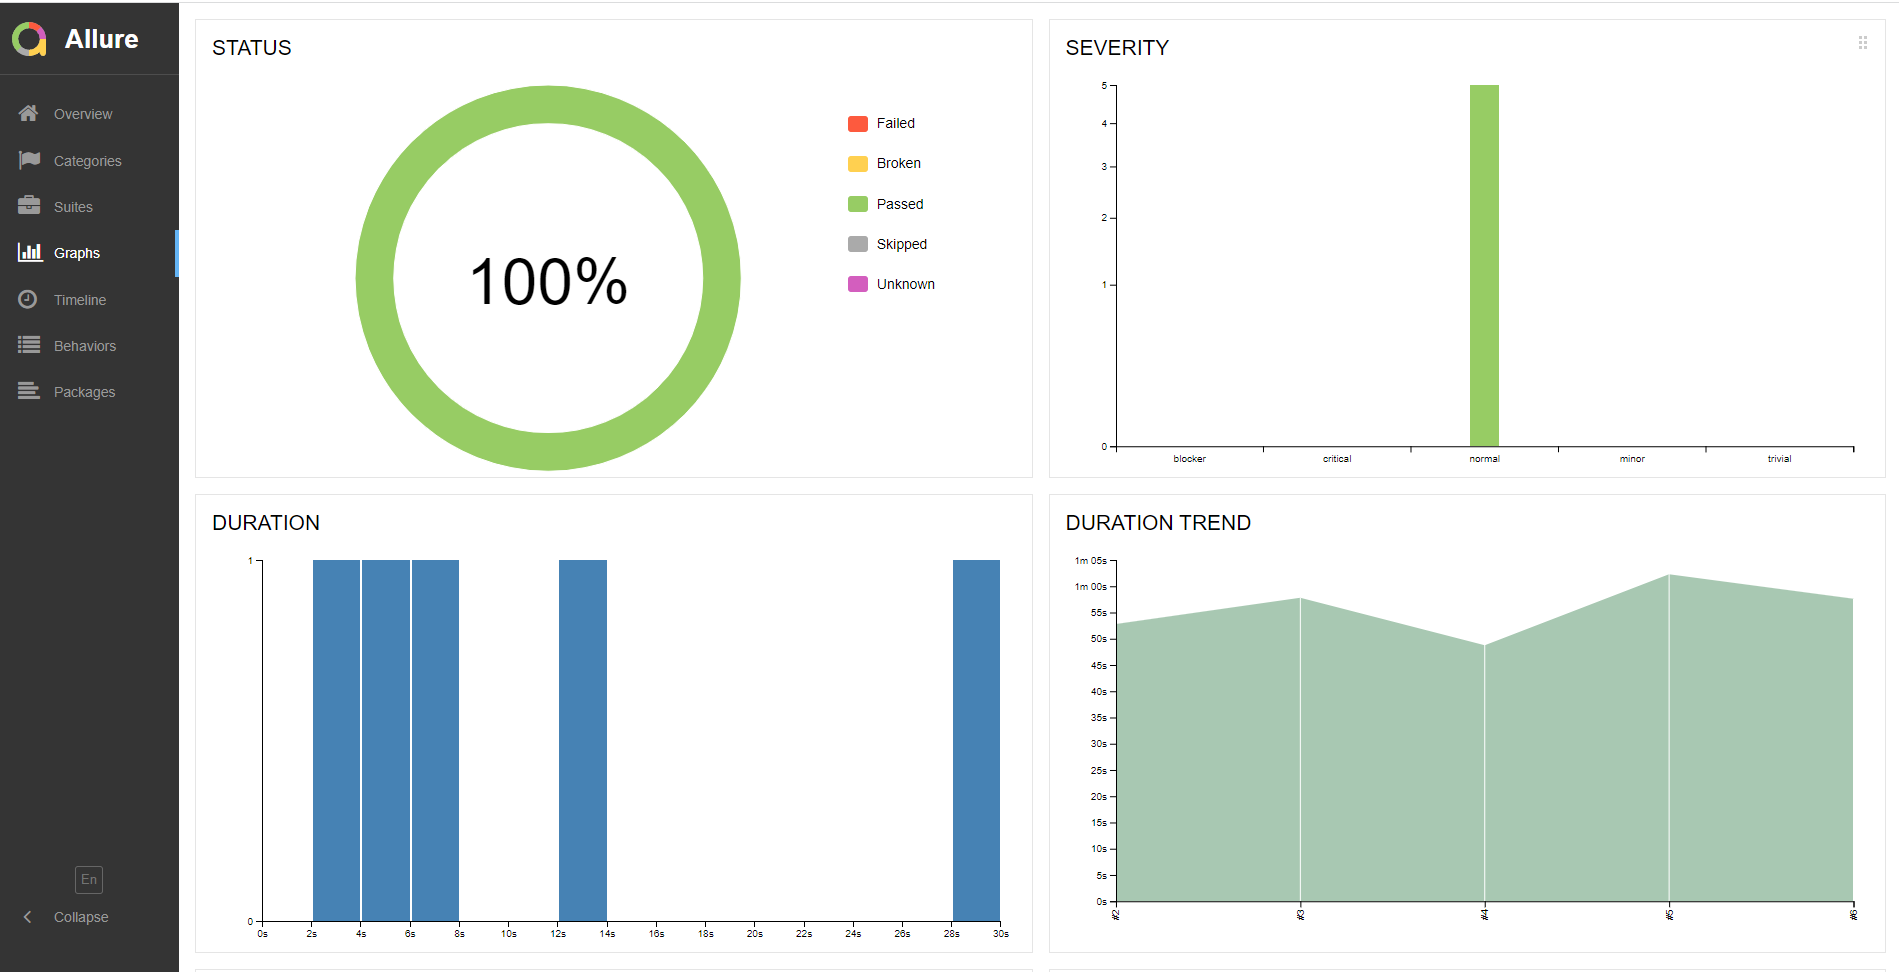 Allure
Overview
Categories
Suites
Graphs
Timeline
Behaviors
Packages
En
Collapse
STATUS
100%
Failed
Broken
Passed
Skipped
Unknown
SEVERITY
5
4
3
2
1
0
blocker critical normal minor trivial
DURATION
1
0
0s 2s 4s 6s 8s 10s 12s 14s 16s 18s 20s 22s 24s 26s 28s 30s
DURATION TREND
1m 05s
1m 00s
55s
50s
45s
40s
35s
30s
25s
20s
15s
10s
5s
0s
#2 #3 #4 #5 #6